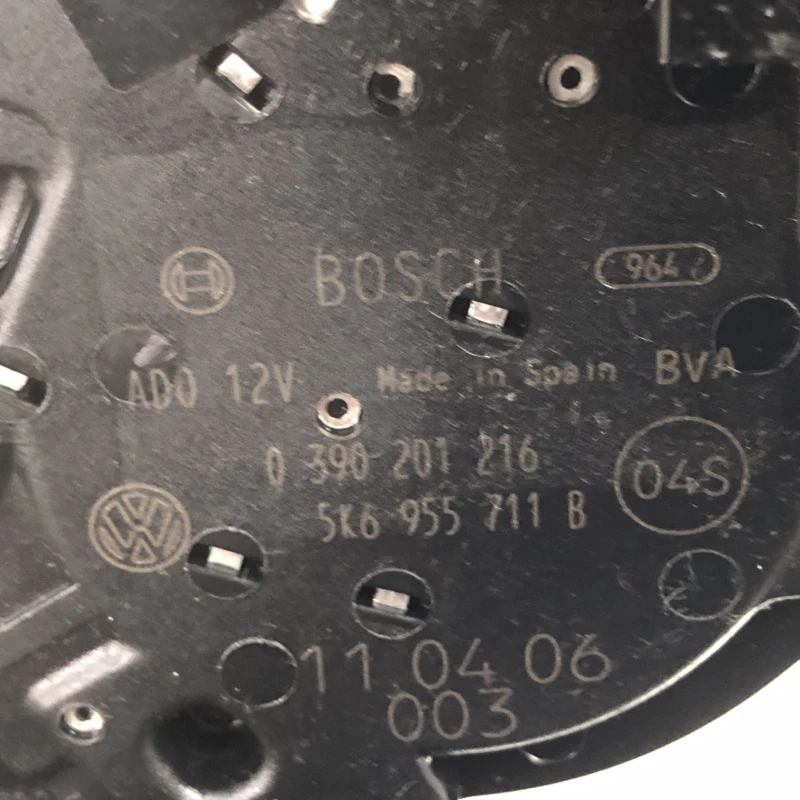 BOSCH
ADO 12V Made in Spain BVA
0 390 201 216
04S
5K6 955 711 B
11 04 06
003